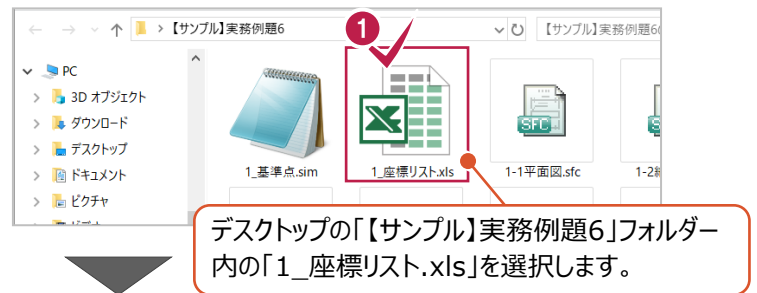 【サンプル】実務例題6
【サンプル】実務例題6
1
PC
3D オブジェクト
ダウンロード
デスクトップ
ドキュメント
ピクチャ
SFC
1_基準点.sim
1_座標リスト.xls
1-1平面図.sfc
デスクトップの「【サンプル】実務例題6」フォルダー
内の「1_座標リスト.xls」を選択します。